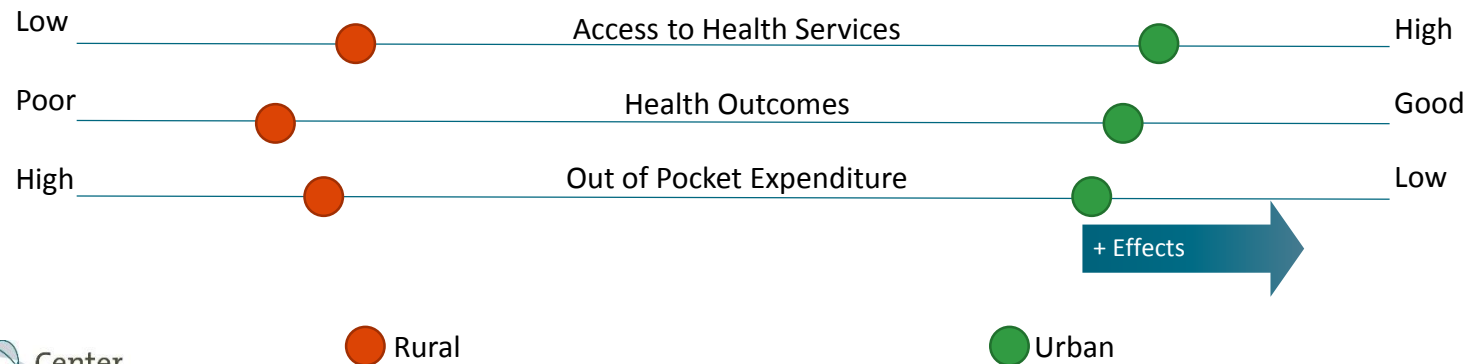 Low Access to Health Services High
Poor Health Outcomes Good
High Out of Pocket Expenditure Low
+ Effects
Rural Urban
Center